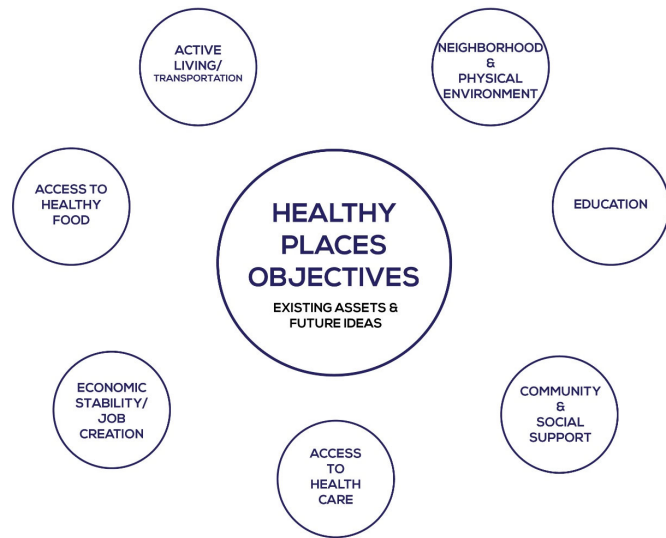 ACTIVE
LIVING/
TRANSPORTATION
NEIGHBORHOOD
&
PHYSICAL
ENVIRONMENT
ACCESS TO
HEALTHY
FOOD
HEALTHY
PLACES
OBJECTIVES
EXISTING ASSETS &
FUTURE IDEAS
EDUCATION
ECONOMIC
STABILITY/
JOB
CREATION
ACCESS
TO
HEALTH
CARE
COMMUNITY
&
SOCIAL
SUPPORT